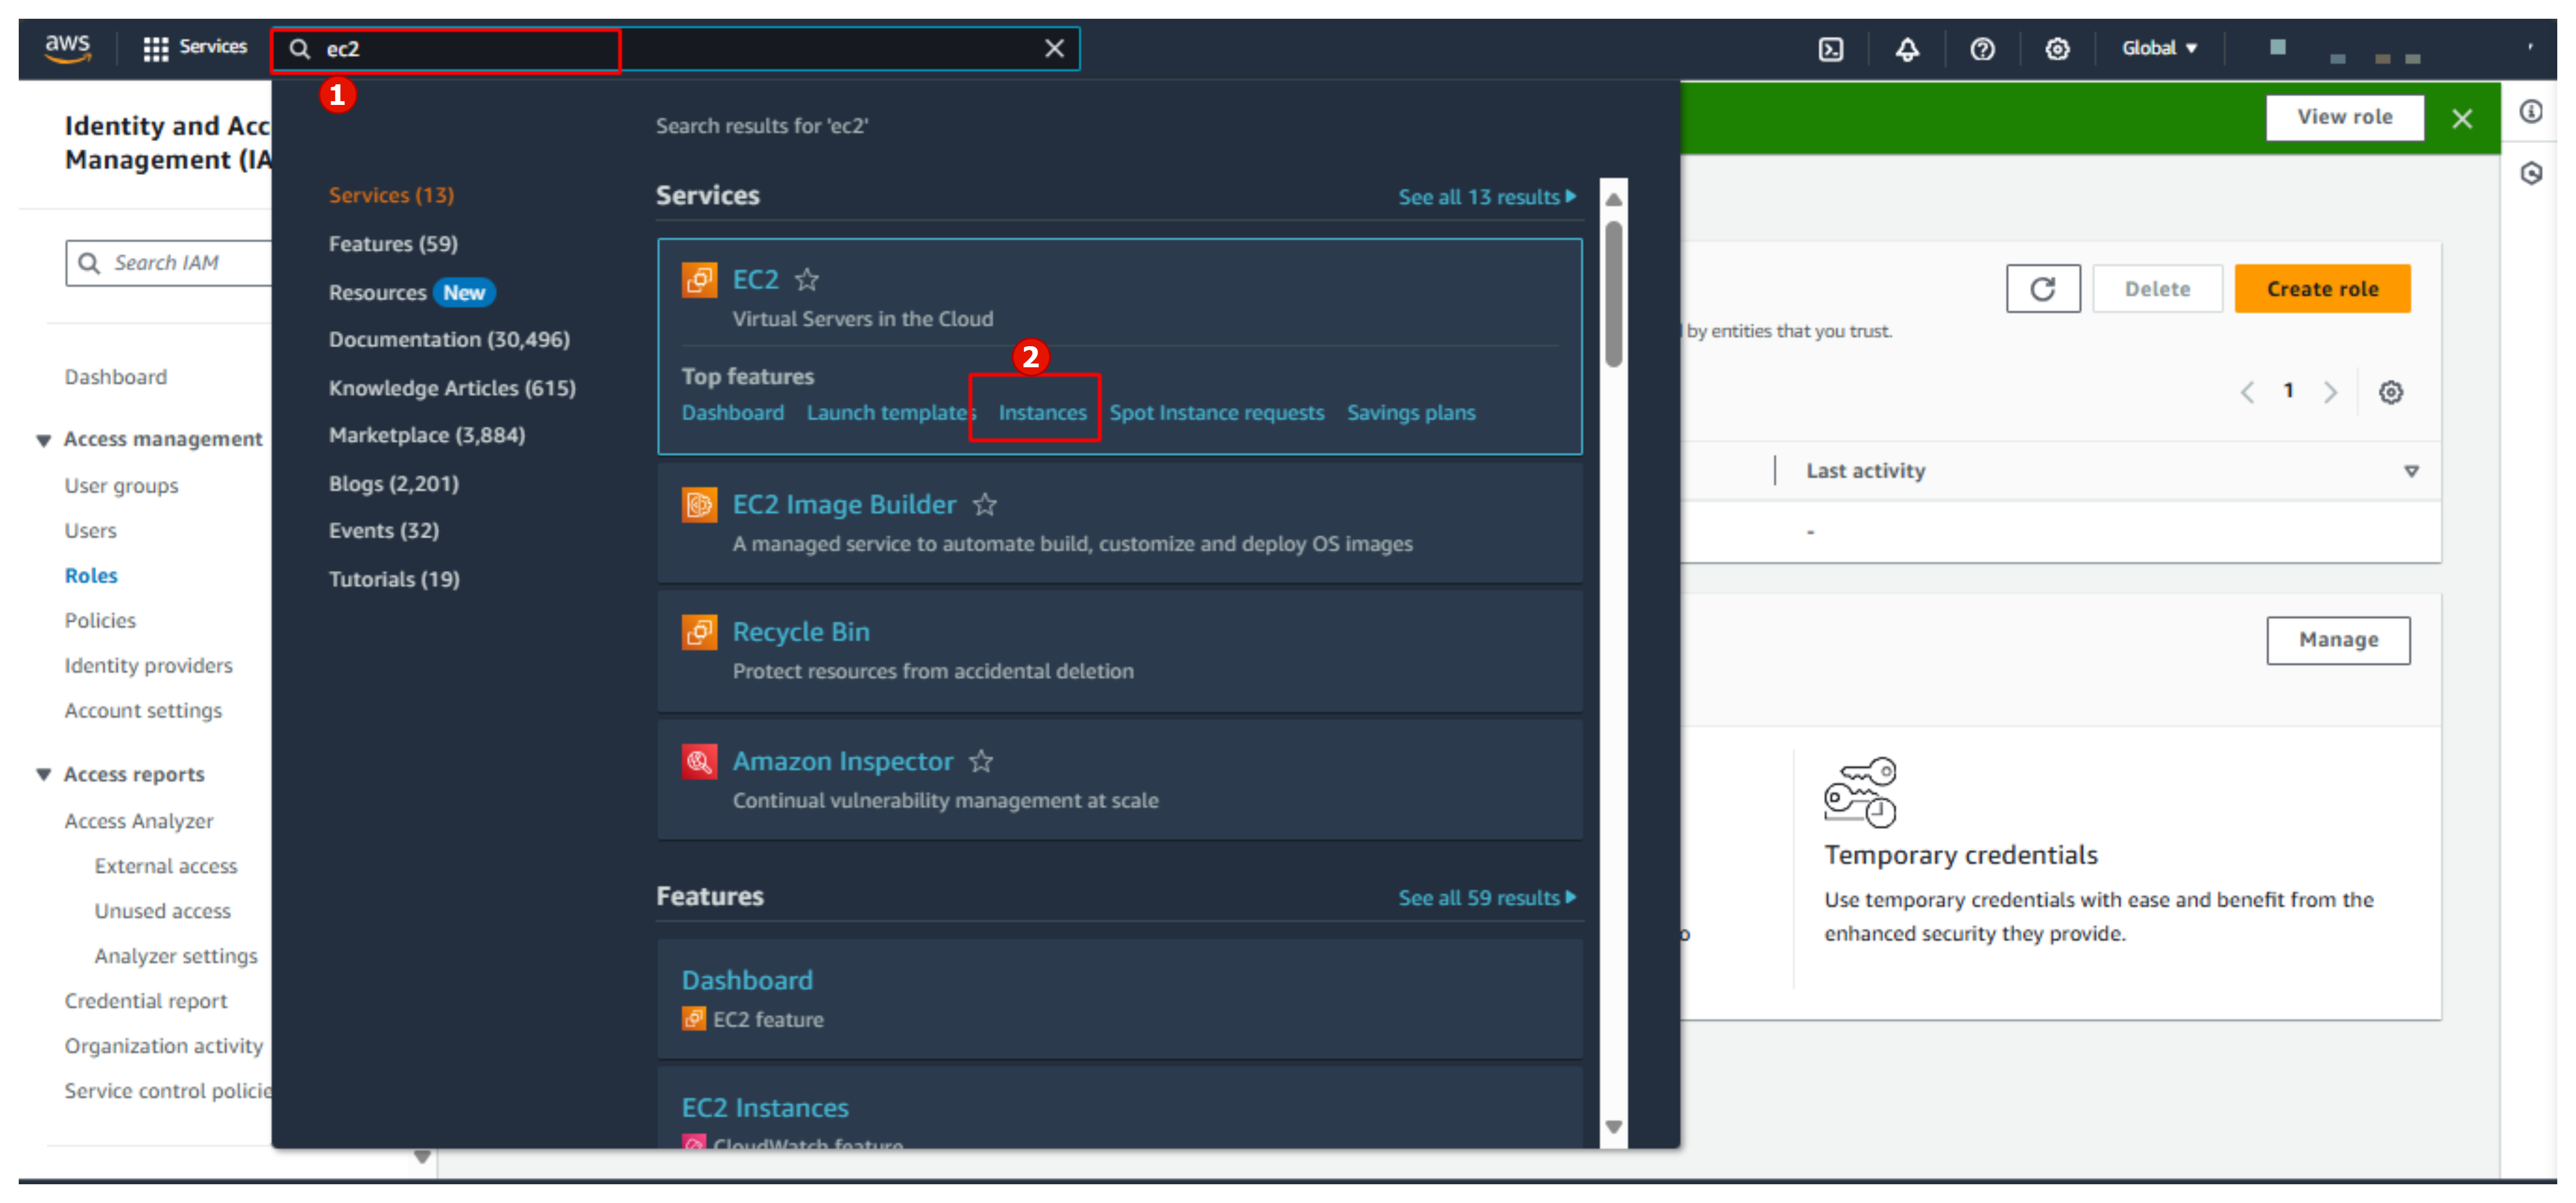 aws
Services
ec2
Global
1
Identity and Acc
Management (IA
Search IAM
Dashboard
Access management
User groups
Users
Roles
Policies
Identity providers
Account settings
Access reports
Access Analyzer
External access
Unused access
Analyzer settings
Credential report
Organization activity
Service control policie
Search results for 'ec2'
Services (13)
Features (59)
Resources New
Documentation (30,496)
Knowledge Articles (615)
Marketplace (3,884)
Blogs (2,201)
Events (32)
Tutorials (19)
Services
See all 13 results
EC2
Virtual Servers in the Cloud
2
Top features
Dashboard Launch templates Instances Spot Instance requests Savings plans
EC2 Image Builder
A managed service to automate build, customize and deploy OS images
Recycle Bin
Protect resources from accidental deletion
Amazon Inspector
Continual vulnerability management at scale
Features
See all 59 results
Dashboard
EC2 feature
EC2 Instances
CloudWatch feature
View role
Delete
Create role
by entities that you trust.
1
Last activity
-
Manage
o
Temporary credentials
Use temporary credentials with ease and benefit from the
enhanced security they provide.